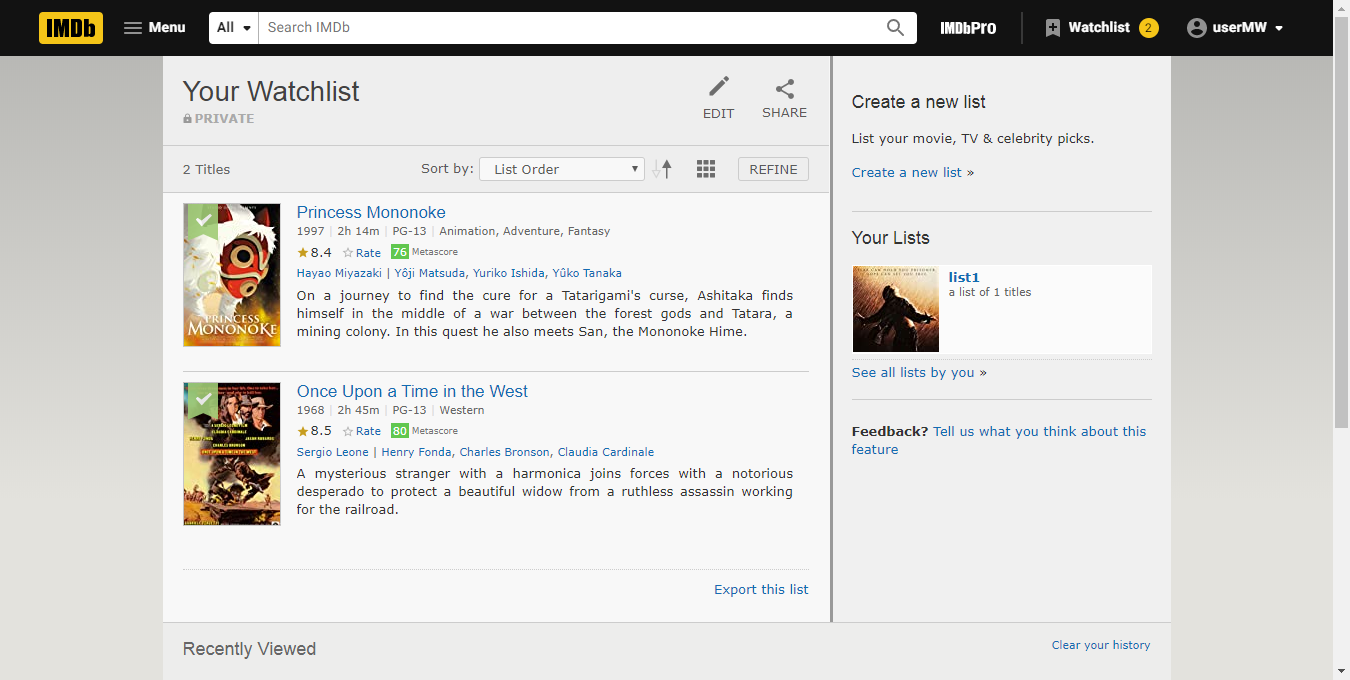 IMDb Menu All Search IMDb IMDbPro Watchlist 2 userMW
Your Watchlist
PRIVATE
EDIT SHARE
2 Titles Sort by: List Order REFINE
Princess Mononoke
1997 | 2h 14m | PG-13 | Animation, Adventure, Fantasy
8.4 Rate 76 Metascore
Hayao Miyazaki | Yôji Matsuda, Yuriko Ishida, Yûko Tanaka
On a journey to find the cure for a Tatarigami's curse, Ashitaka finds
himself in the middle of a war between the forest gods and Tatara, a
mining colony. In this quest he also meets San, the Mononoke Hime.
PRINCESS
MONONOKE
Once Upon a Time in the West
1968 | 2h 45m | PG-13 | Western
8.5 Rate 80 Metascore
Sergio Leone | Henry Fonda, Charles Bronson, Claudia Cardinale
A mysterious stranger with a harmonica joins forces with a notorious
desperado to protect a beautiful widow from a ruthless assassin working
for the railroad.
Export this list
Create a new list
List your movie, TV & celebrity picks.
Create a new list »
Your Lists
list1
a list of 1 titles
See all lists by you »
Feedback? Tell us what you think about this
feature
Recently Viewed
Clear your history